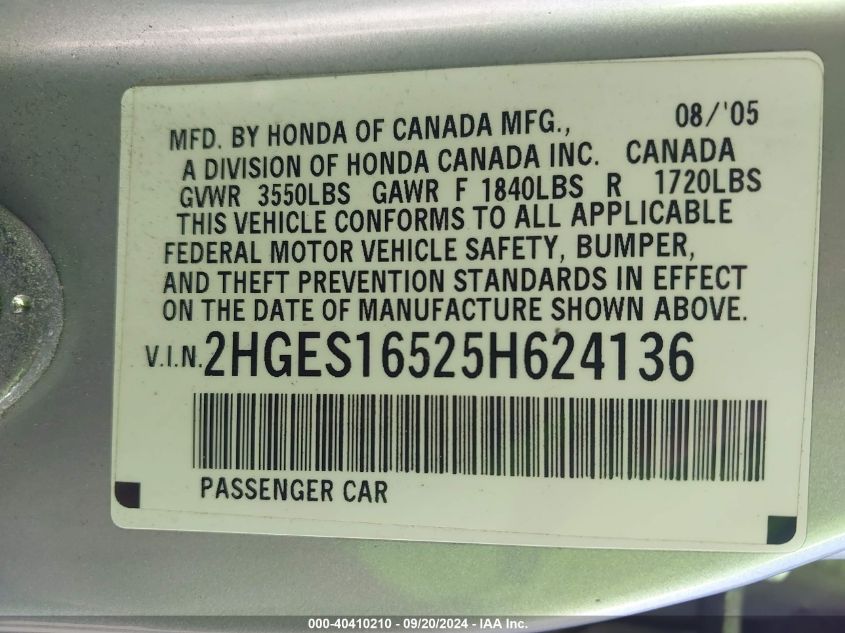 08/'05
MFD. BY HONDA OF CANADA MFG.,
A DIVISION OF HONDA CANADA INC. CANADA
GVWR 3550LBS GAWR F 1840LBS R 1720LBS
THIS VEHICLE CONFORMS TO ALL APPLICABLE
FEDERAL MOTOR VEHICLE SAFETY, BUMPER,
AND THEFT PREVENTION STANDARDS IN EFFECT
ON THE DATE OF MANUFACTURE SHOWN ABOVE.
V.I.N. 2HGES16525H624136
PASSENGER CAR
000-40410210 - 09/20/2024 - IAA Inc.